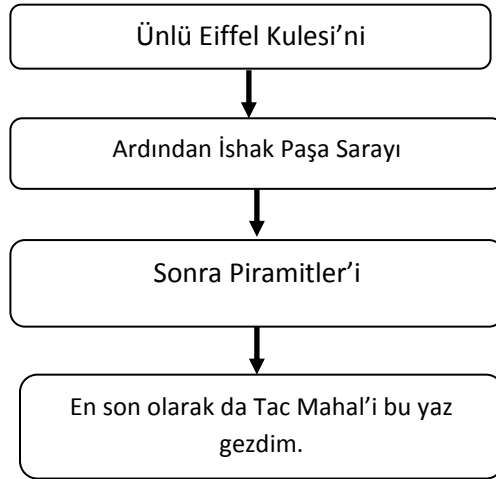 Ünlü Eiffel Kulesi’ni
Ardından İshak Paşa Sarayı
Sonra Piramitler’i
En son olarak da Tac Mahal’i bu yaz
gezdim.